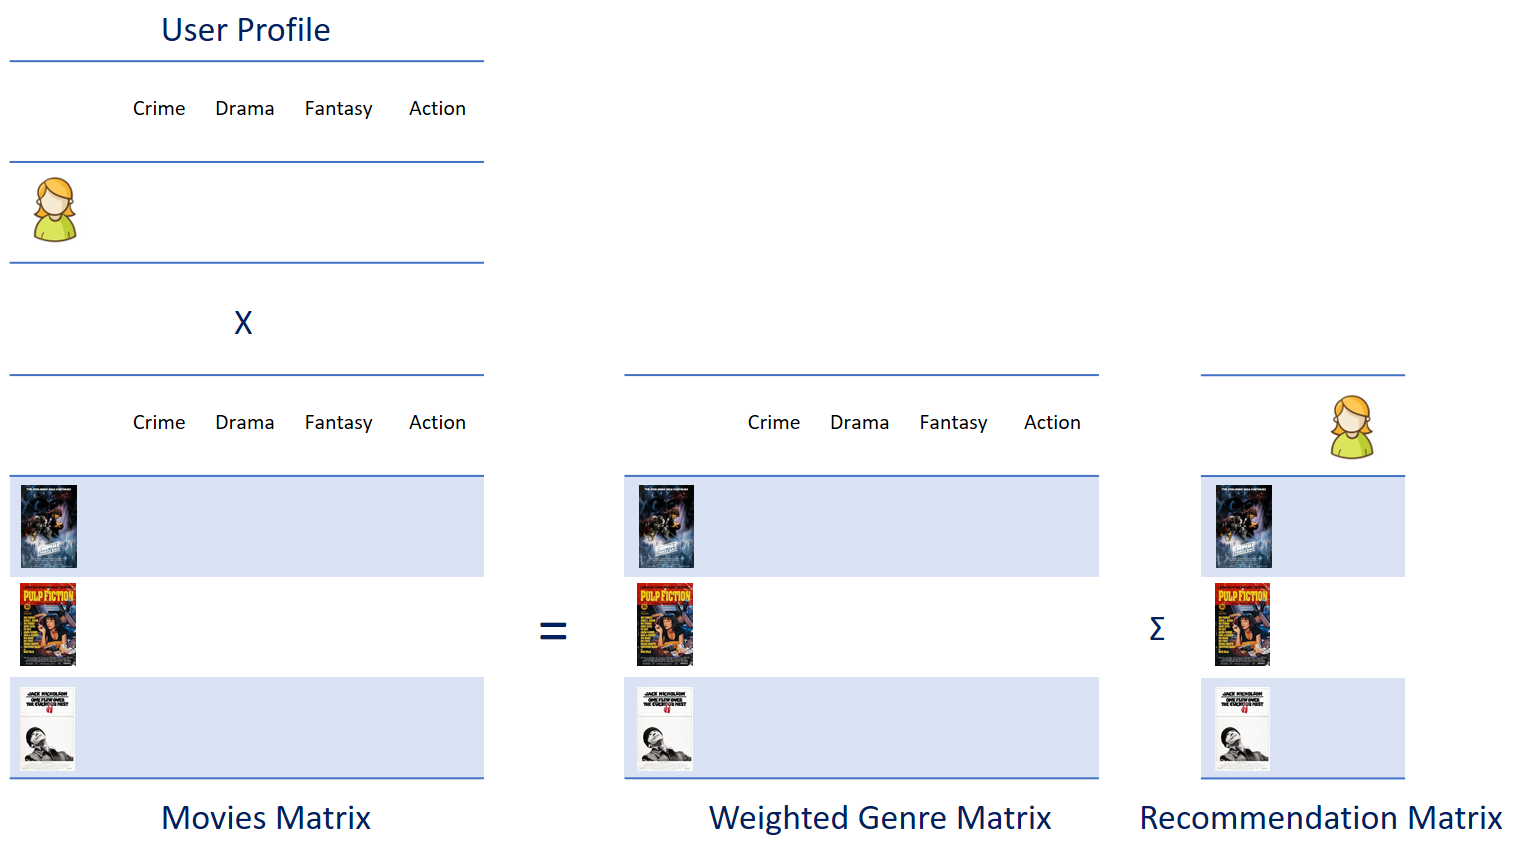 User Profile
Crime Drama Fantasy Action
X
Crime Drama Fantasy Action
Crime Drama Fantasy Action
PULP FICTION
PULP FICTION
PULP FICTION
=
Σ
JACK NICHOLSON
ONE FLEW OVER
THE CUCKOO'S NEST
JACK NICHOLSON
ONE FLEW OVER
THE CUCKOO'S NEST
JACK NICHOLSON
ONE FLEW OVER
THE CUCKOO'S NEST
Movies Matrix
Weighted Genre Matrix
Recommendation Matrix